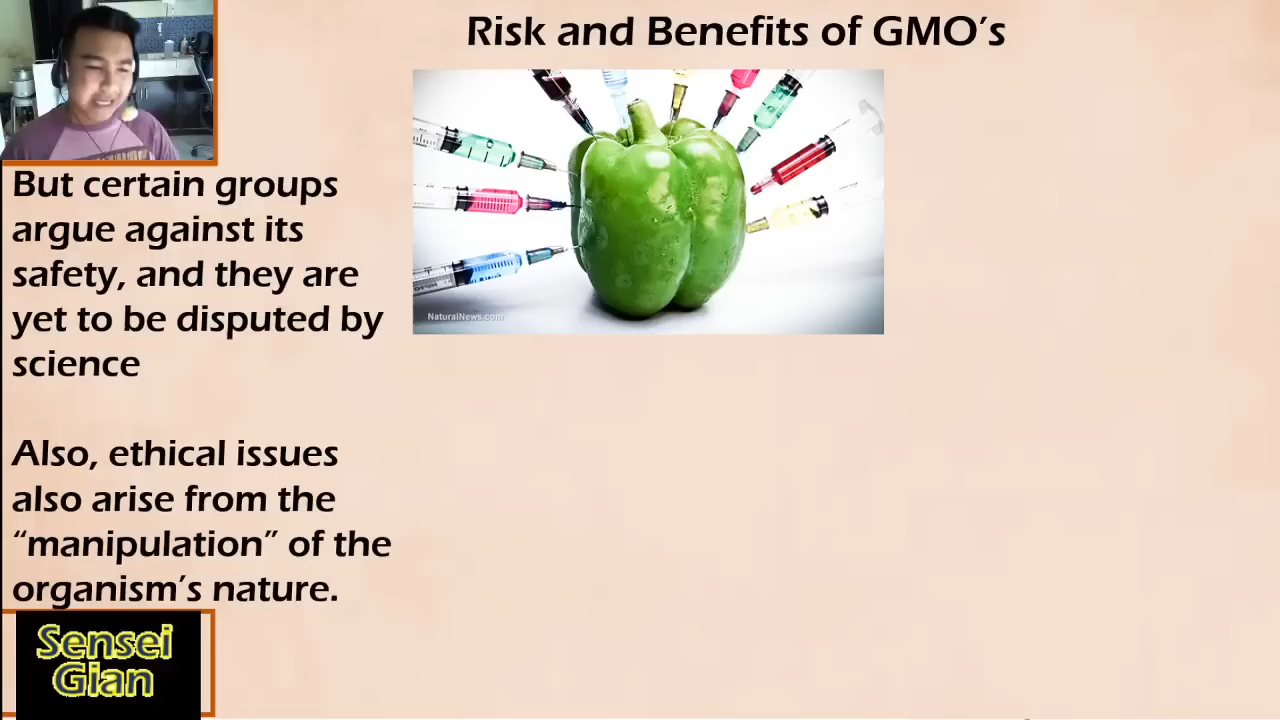 Risk and Benefits of GMO's
NaturalNews.com
But certain groups
argue against its
safety, and they are
yet to be disputed by
science
Also, ethical issues
also arise from the
“manipulation” of the
organism's nature.
Sensei
Gian